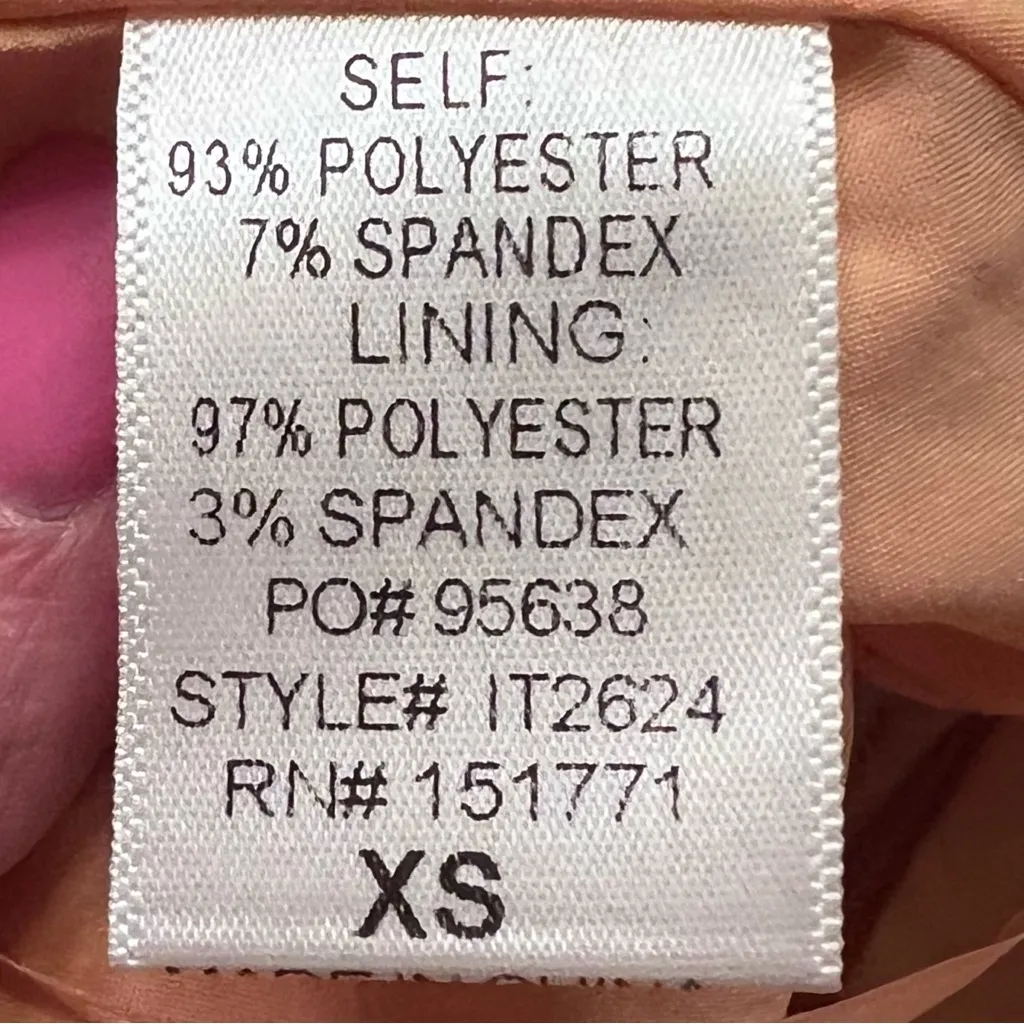 SELF:
93% POLYESTER
7% SPANDEX
LINING:
97% POLYESTER
3% SPANDEX
PO# 95638
STYLE# IT2624
RN# 151771
XS